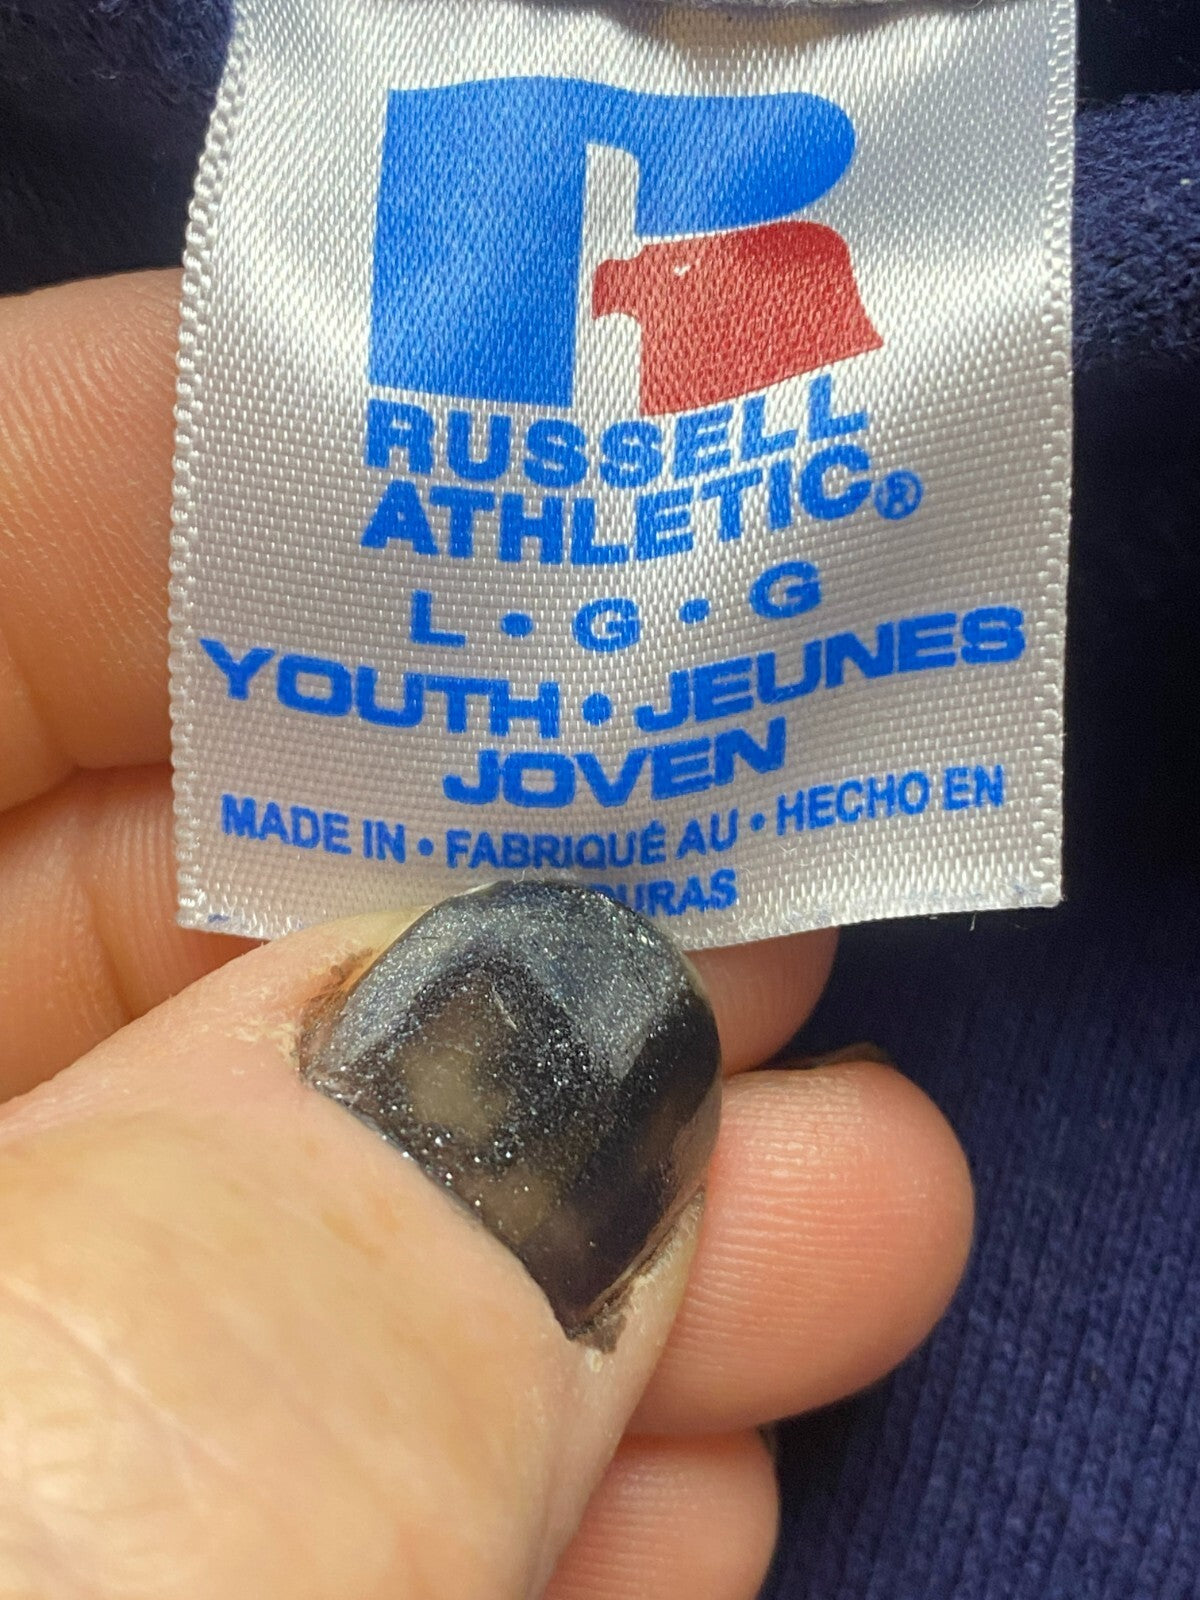 RUSSELL
ATHLETIC®
L • G • G
YOUTH • JEUNES
JOVEN
MADE IN • FABRIQUÉ AU • HECHO EN